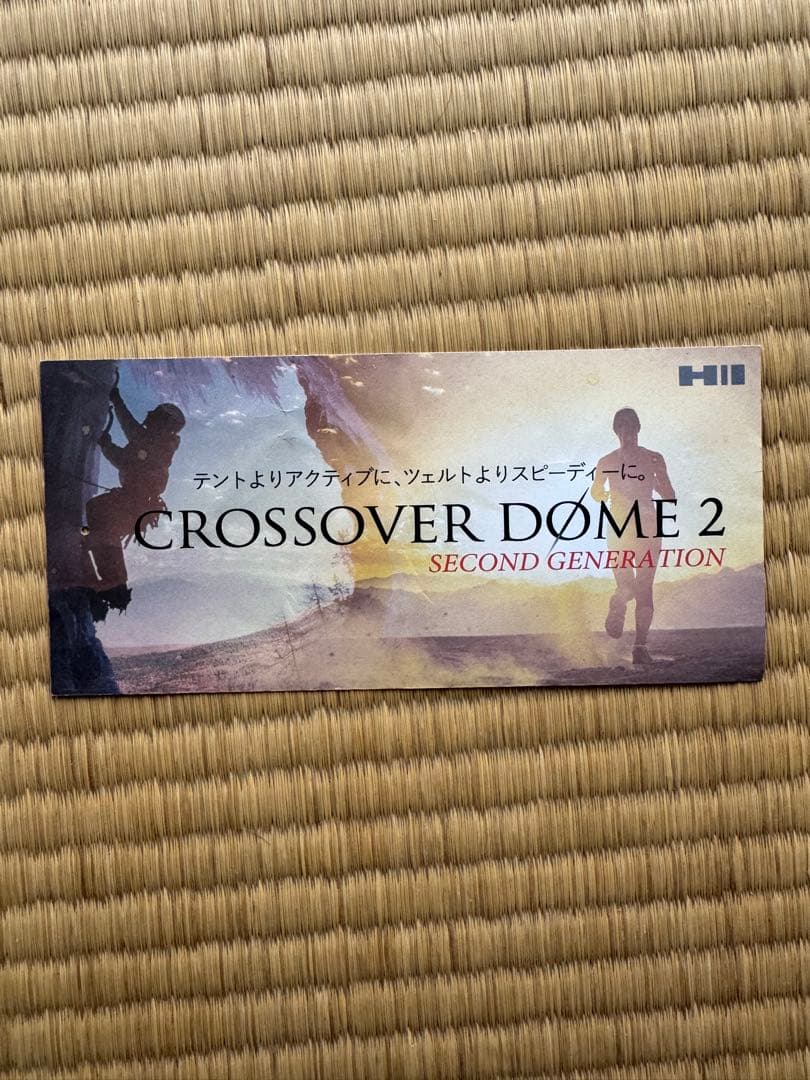 テントよりアクティブに、ツェルトよりスピーディーに。
CROSSOVER DØME 2
SECOND GENERATION